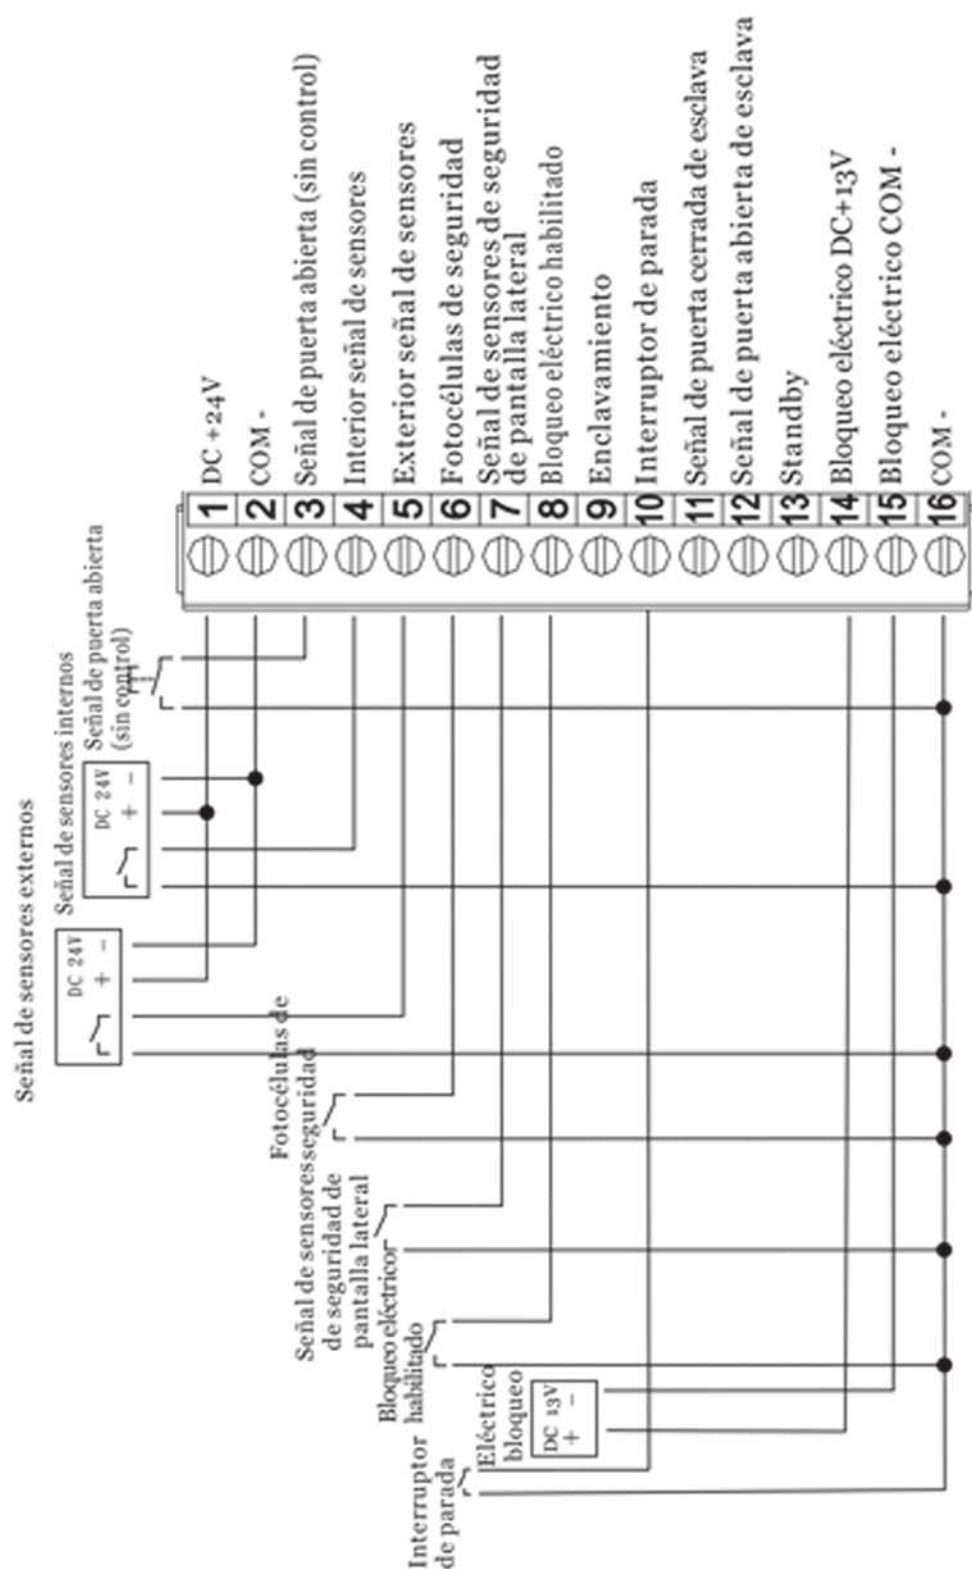 DC +24V
COM -
Señal de puerta abierta (sin control)
Interior señal de sensores
Exterior señal de sensores
Fotocélulas de seguridad
Señal de sensores de seguridad
de pantalla lateral
Bloqueo eléctrico habilitado
Enclavamiento
Interruptor de parada
Señal de puerta cerrada de esclava
Señal de puerta abierta de esclava
Standby
Bloqueo eléctrico DC+13V
Bloqueo eléctrico COM -
COM -
1
2
3
4
5
6
7
8
9
10
11
12
13
14
15
16
Señal de sensores externos
DC 24V
+ -
Señal de sensores internos
DC 24V
+ -
Señal de puerta abierta
(sin control)
Fotocélulas de
seguridad
Señal de sensores
de seguridad de
pantalla lateral
Bloqueo eléctrico
habilitado
Eléctrico
bloqueo
DC 13V
+ -
Interruptor
de parada